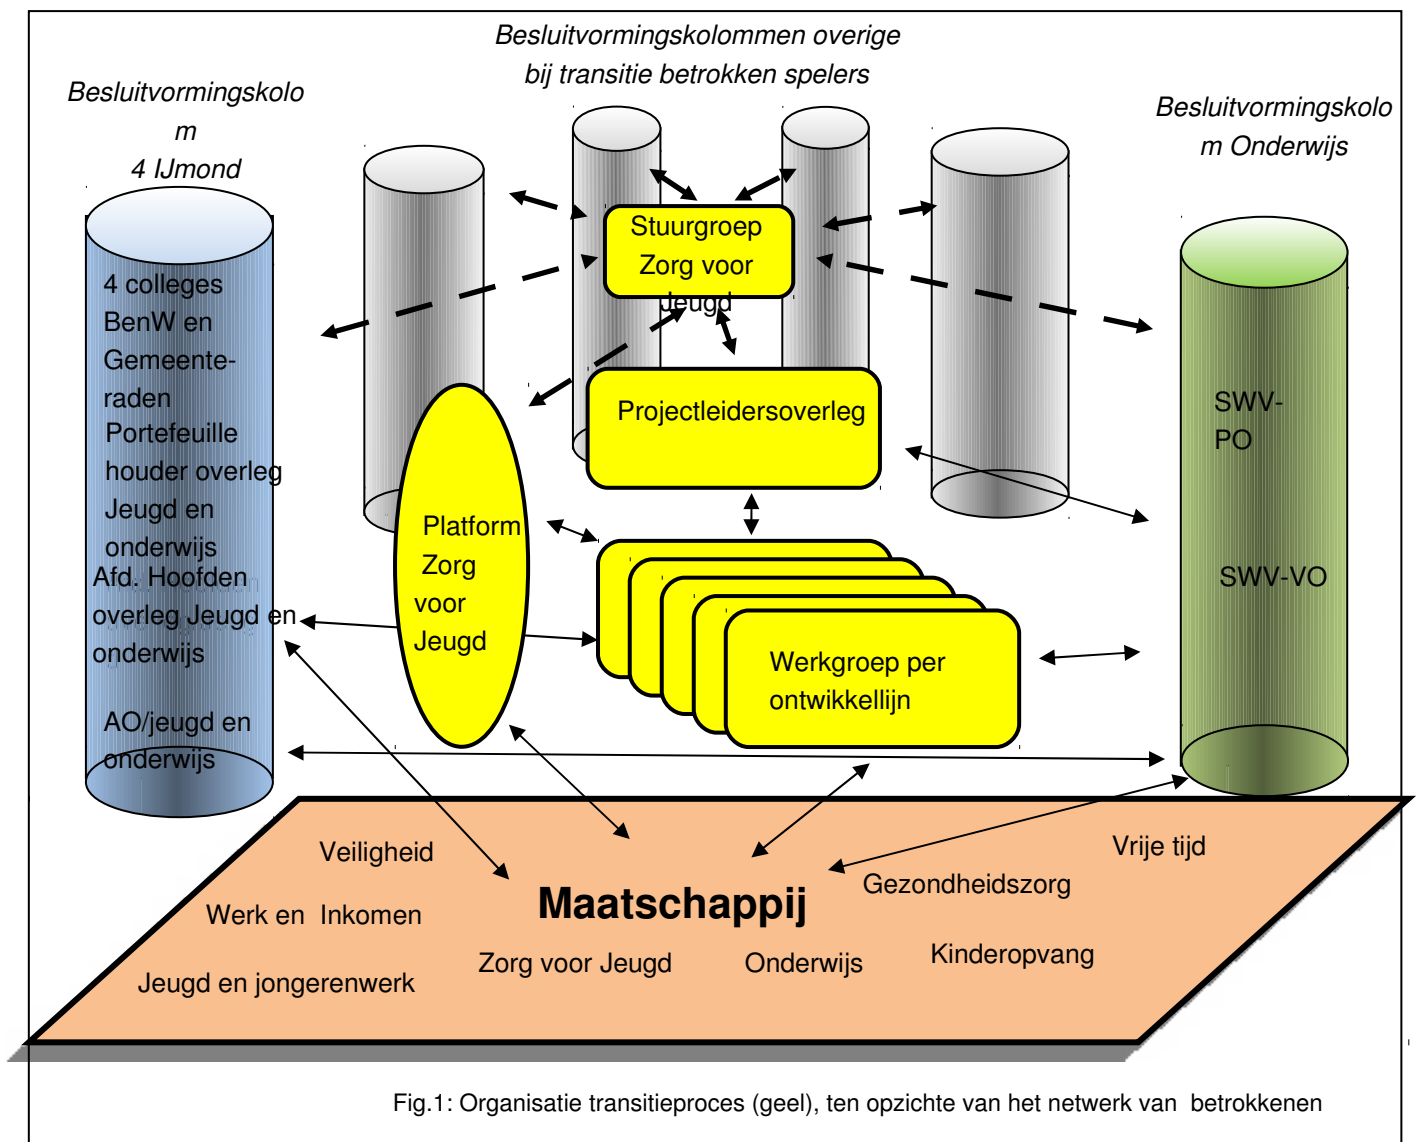 Besluitvormingskolommen overige
bij transitie betrokken spelers
Besluitvormingskolo
m
4 IJmond
Besluitvormingskolo
m Onderwijs
4 colleges
BenW en
Gemeente-
raden
Portefeuille
houder overleg
Jeugd en
onderwijs
Afd. Hoofden
overleg Jeugd en
onderwijs
AO/jeugd en
onderwijs
Stuurgroep
Zorg voor
Jeugd
Projectleidersoverleg
Platform
Zorg
voor
Jeugd
Werkgroep per
ontwikkellijn
SWV-
PO
SWV-VO
Veiligheid
Vrije tijd
Gezondheidszorg
Maatschappij
Werk en  Inkomen
Zorg voor Jeugd
Onderwijs
Kinderopvang
Jeugd en jongerenwerk
Fig.1: Organisatie transitieproces (geel), ten opzichte van het netwerk van  betrokkenen